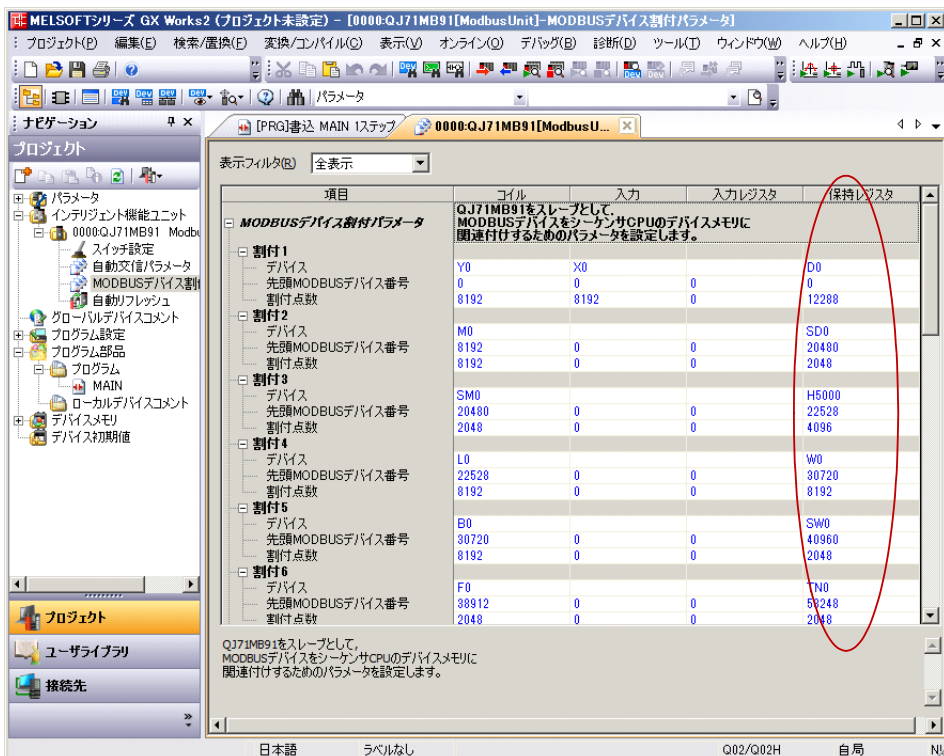 MELSOFTシリーズ GX Works2 (プロジェクト未設定) - [0000:QJ71MB91[ModbusUnit]-MODBUSデバイス割付パラメータ]
プロジェクト(P) 編集(E) 検索/置換(F) 変換/コンパイル(C) 表示(V) オンライン(O) デバッグ(B) 診断(D) ツール(T) ウィンドウ(W) ヘルプ(H)
パラメータ
ナビゲーション
[PRG]書込 MAIN 1ステップ
0000:QJ71MB91[ModbusU...
プロジェクト
表示フィルタ(R) 全表示
パラメータ
インテリジェント機能ユニット
0000:QJ71MB91 Modbu
スイッチ設定
自動交信パラメータ
MODBUSデバイス割付
自動リフレッシュ
グローバルデバイスコメント
プログラム設定
プログラム部品
プログラム
MAIN
ローカルデバイスコメント
デバイスメモリ
デバイス初期値
項目 コイル 入力 入力レジスタ 保持レジスタ
MODBUSデバイス割付パラメータ
QJ71MB91をスレーブとして,
MODBUSデバイスをシーケンサCPUのデバイスメモリに
関連付けするためのパラメータを設定します。
割付1
デバイス Y0 X0 D0
先頭MODBUSデバイス番号 0 0 0 0
割付点数 8192 8192 0 12288
割付2
デバイス M0 SD0
先頭MODBUSデバイス番号 8192 0 0 20480
割付点数 8192 0 0 2048
割付3
デバイス SM0 H5000
先頭MODBUSデバイス番号 20480 0 0 22528
割付点数 2048 0 0 4096
割付4
デバイス L0 W0
先頭MODBUSデバイス番号 22528 0 0 30720
割付点数 8192 0 0 8192
割付5
デバイス B0 SW0
先頭MODBUSデバイス番号 30720 0 0 40960
割付点数 8192 0 0 2048
割付6
デバイス F0 TN0
先頭MODBUSデバイス番号 38912 0 0 53248
割付点数 2048 0 0 2048
プロジェクト
ユーザライブラリ
接続先
QJ71MB91をスレーブとして,
MODBUSデバイスをシーケンサCPUのデバイスメモリに
関連付けするためのパラメータを設定します。
日本語 ラベルなし Q02/Q02H 自局